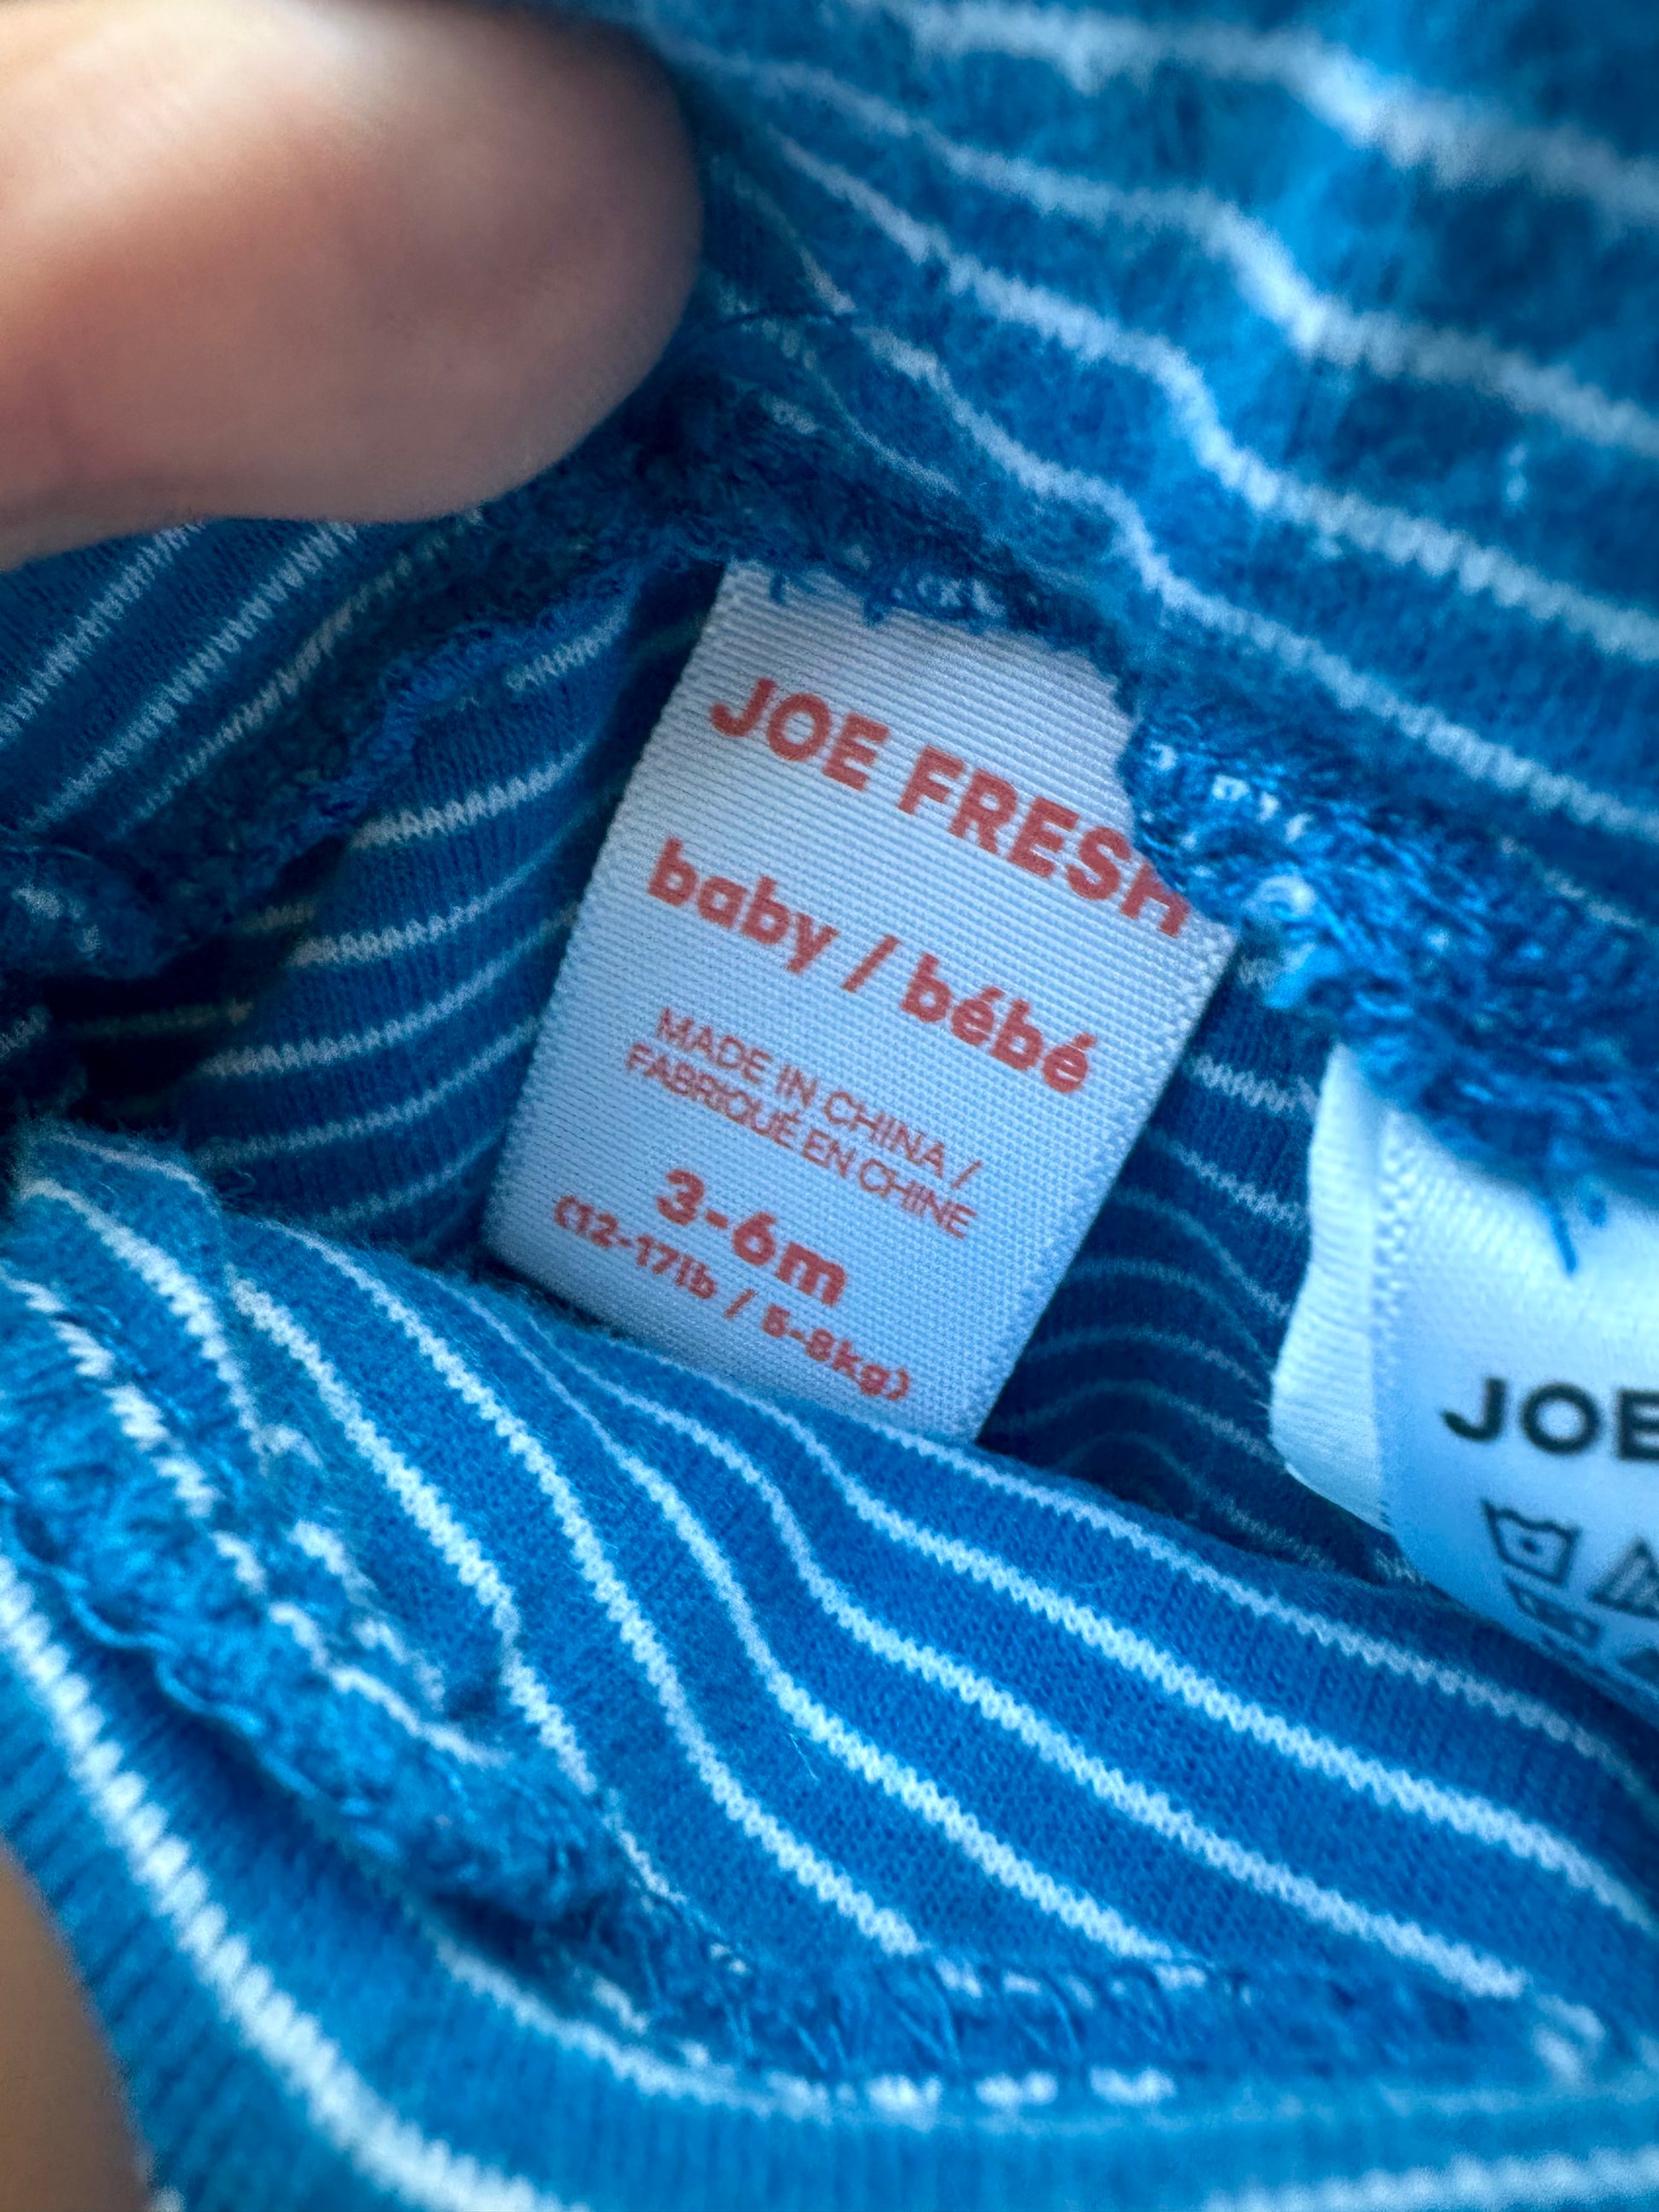 JOE FRESH
baby / bébé
MADE IN CHINA /
FABRIQUÉ EN CHINE
3-6m
(12-17lb / 5-8kg)
JOE